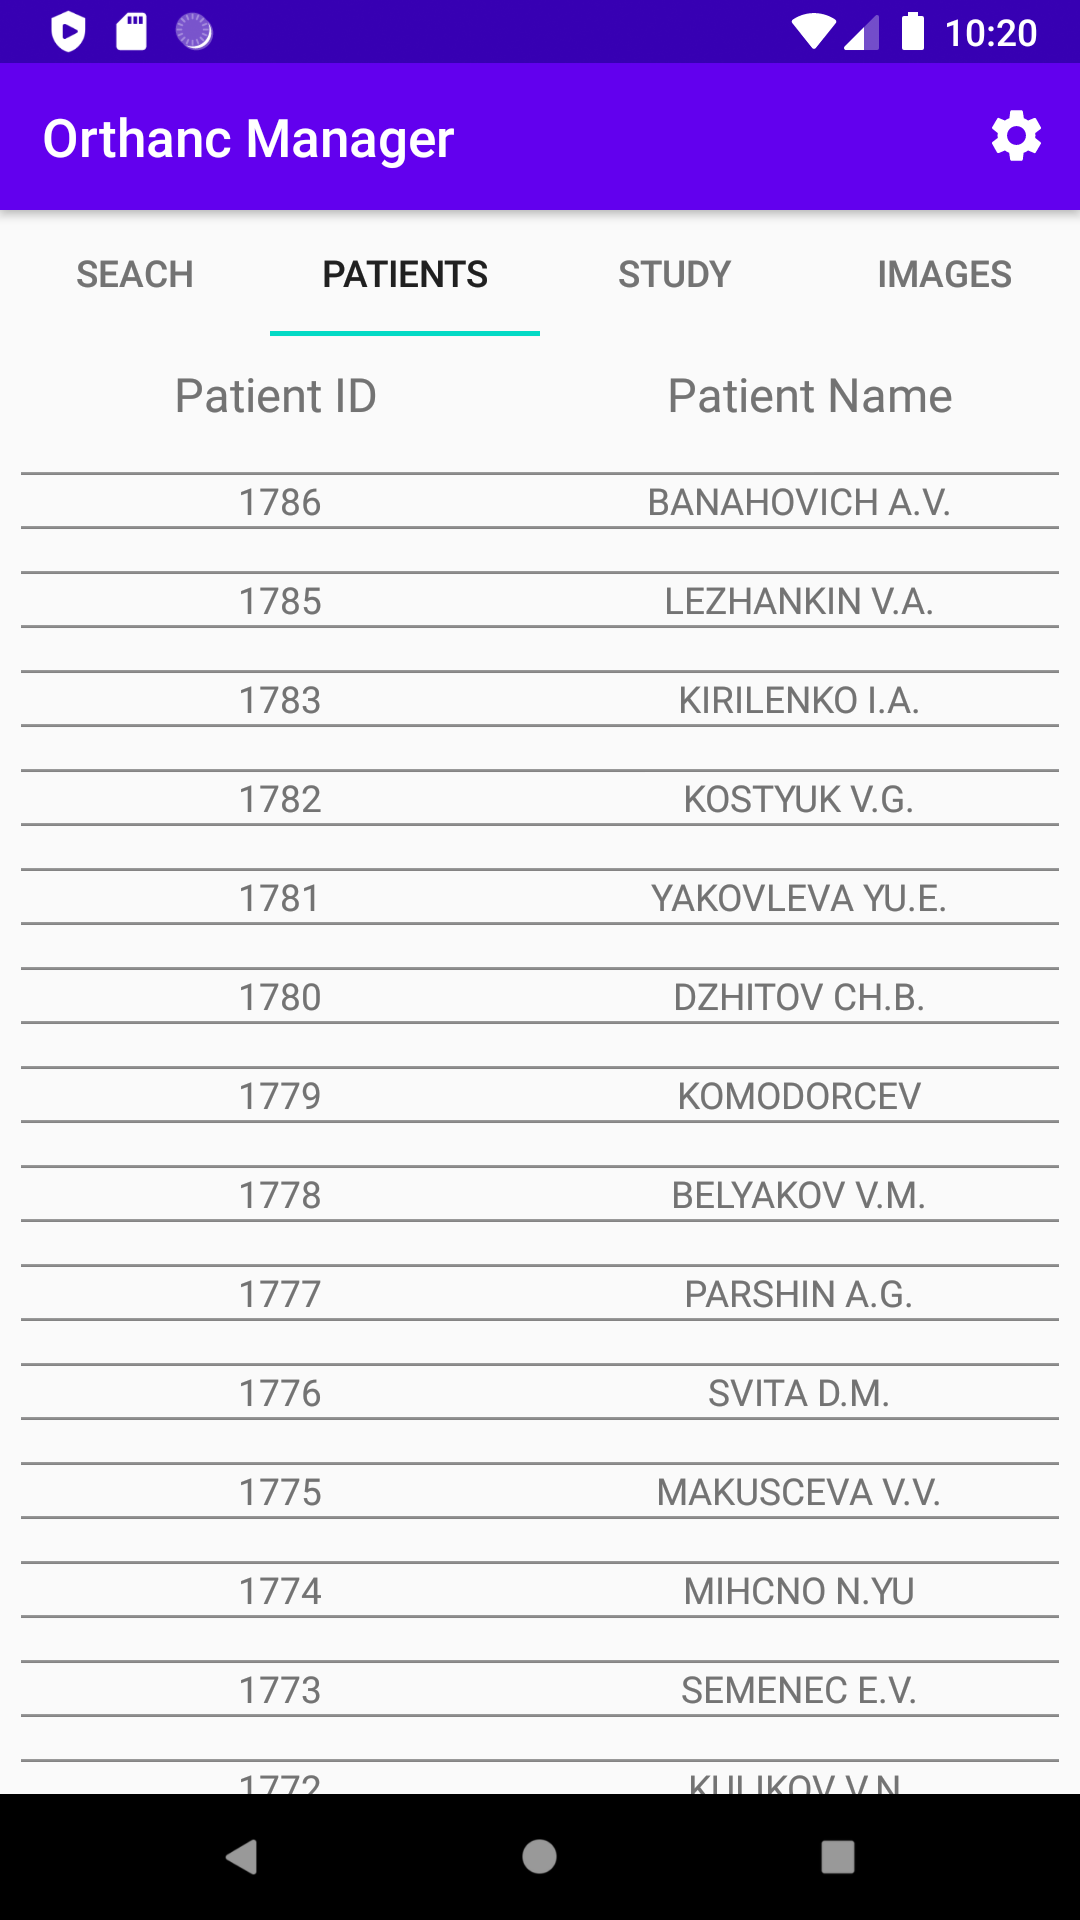 10:20
Orthanc Manager
SEACH PATIENTS STUDY IMAGES
Patient ID Patient Name
1786 BANAHOVICH A.V.
1785 LEZHANKIN V.A.
1783 KIRILENKO I.A.
1782 KOSTYUK V.G.
1781 YAKOVLEVA YU.E.
1780 DZHITOV CH.B.
1779 KOMODORCEV
1778 BELYAKOV V.M.
1777 PARSHIN A.G.
1776 SVITA D.M.
1775 MAKUSCEVA V.V.
1774 MIHCNO N.YU
1773 SEMENEC E.V.
1772 KULIKOV V.N.